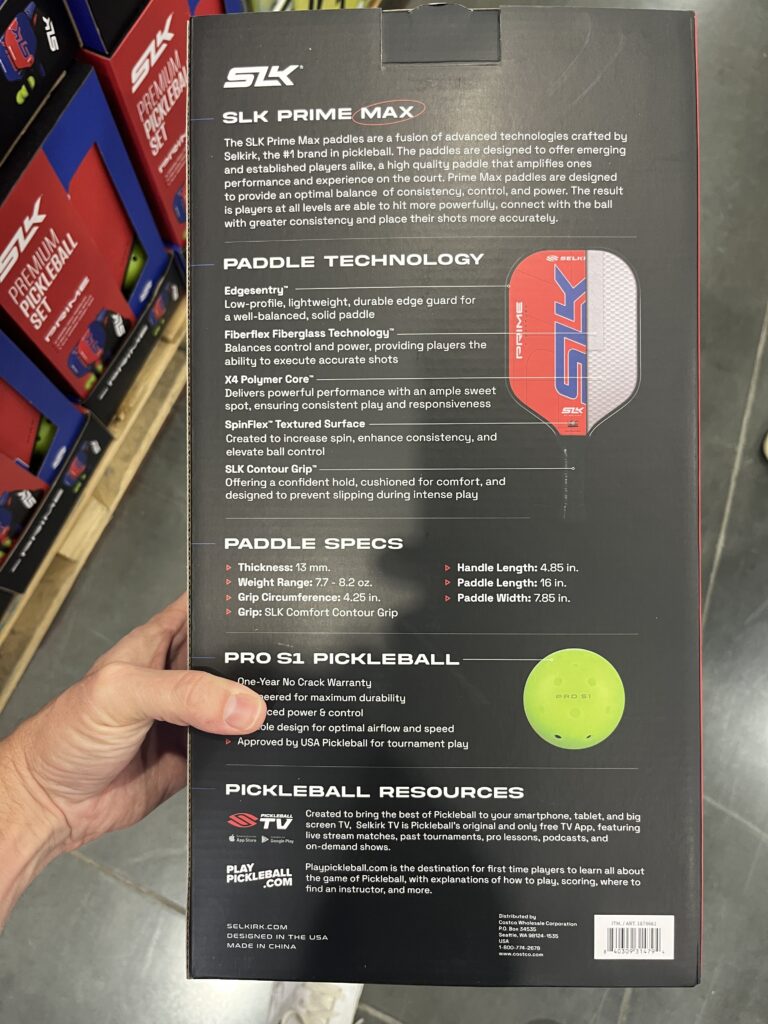 SLK
SLK PRIME MAX
The SLK Prime Max paddles are a fusion of advanced technologies crafted by
Selkirk, the #1 brand in pickleball. The paddles are designed to offer emerging
and established players alike, a high quality paddle that amplifies ones
performance and experience on the court. Prime Max paddles are designed
to provide an optimal balance of consistency, control, and power. The result
is players at all levels are able to hit more powerfully, connect with the ball
with greater consistency and place their shots more accurately.
PADDLE TECHNOLOGY
Edgesentry™
Low-profile, lightweight, durable edge guard for
a well-balanced, solid paddle
Fiberflex Fiberglass Technology™
Balances control and power, providing players the
ability to execute accurate shots
X4 Polymer Core™
Delivers powerful performance with an ample sweet
spot, ensuring consistent play and responsiveness
SpinFlex™ Textured Surface
Created to increase spin, enhance consistency, and
elevate ball control
SLK Contour Grip™
Offering a confident hold, cushioned for comfort, and
designed to prevent slipping during intense play
SELKI
PRIME
SLK
SLK
PADDLE SPECS
Thickness: 13 mm.
Weight Range: 7.7 - 8.2 oz.
Grip Circumference: 4.25 in.
Grip: SLK Comfort Contour Grip
Handle Length: 4.85 in.
Paddle Length: 16 in.
Paddle Width: 7.85 in.
PRO S1 PICKLEBALL
One-Year No Crack Warranty
for maximum durability
power & control
design for optimal airflow and speed
Approved by USA Pickleball for tournament play
PRO S1
PICKLEBALL RESOURCES
PICKLEBALL
TV
App Store
Google Play
Created to bring the best of Pickleball to your smartphone, tablet, and big
screen TV, Selkirk TV is Pickleball's original and only free TV App, featuring
live stream matches, past tournaments, pro lessons, podcasts, and
on-demand shows.
PLAY
PICKLEBALL
.COM
Playpickleball.com is the destination for first time players to learn all about
the game of Pickleball, with explanations of how to play, scoring, where to
find an instructor, and more.
SELKIRK.COM
DESIGNED IN THE USA
MADE IN CHINA
Distributed by
Costco Wholesale Corporation
P.O. Box 34535
Seattle, WA 98124-1535
USA
1-800-774-2678
www.costco.com
SLK
SLK
PREMIUM
PICKLEBALL
SET
SLK
PREMIUM
PICKLEBALL
SET
PRIME
PRIME